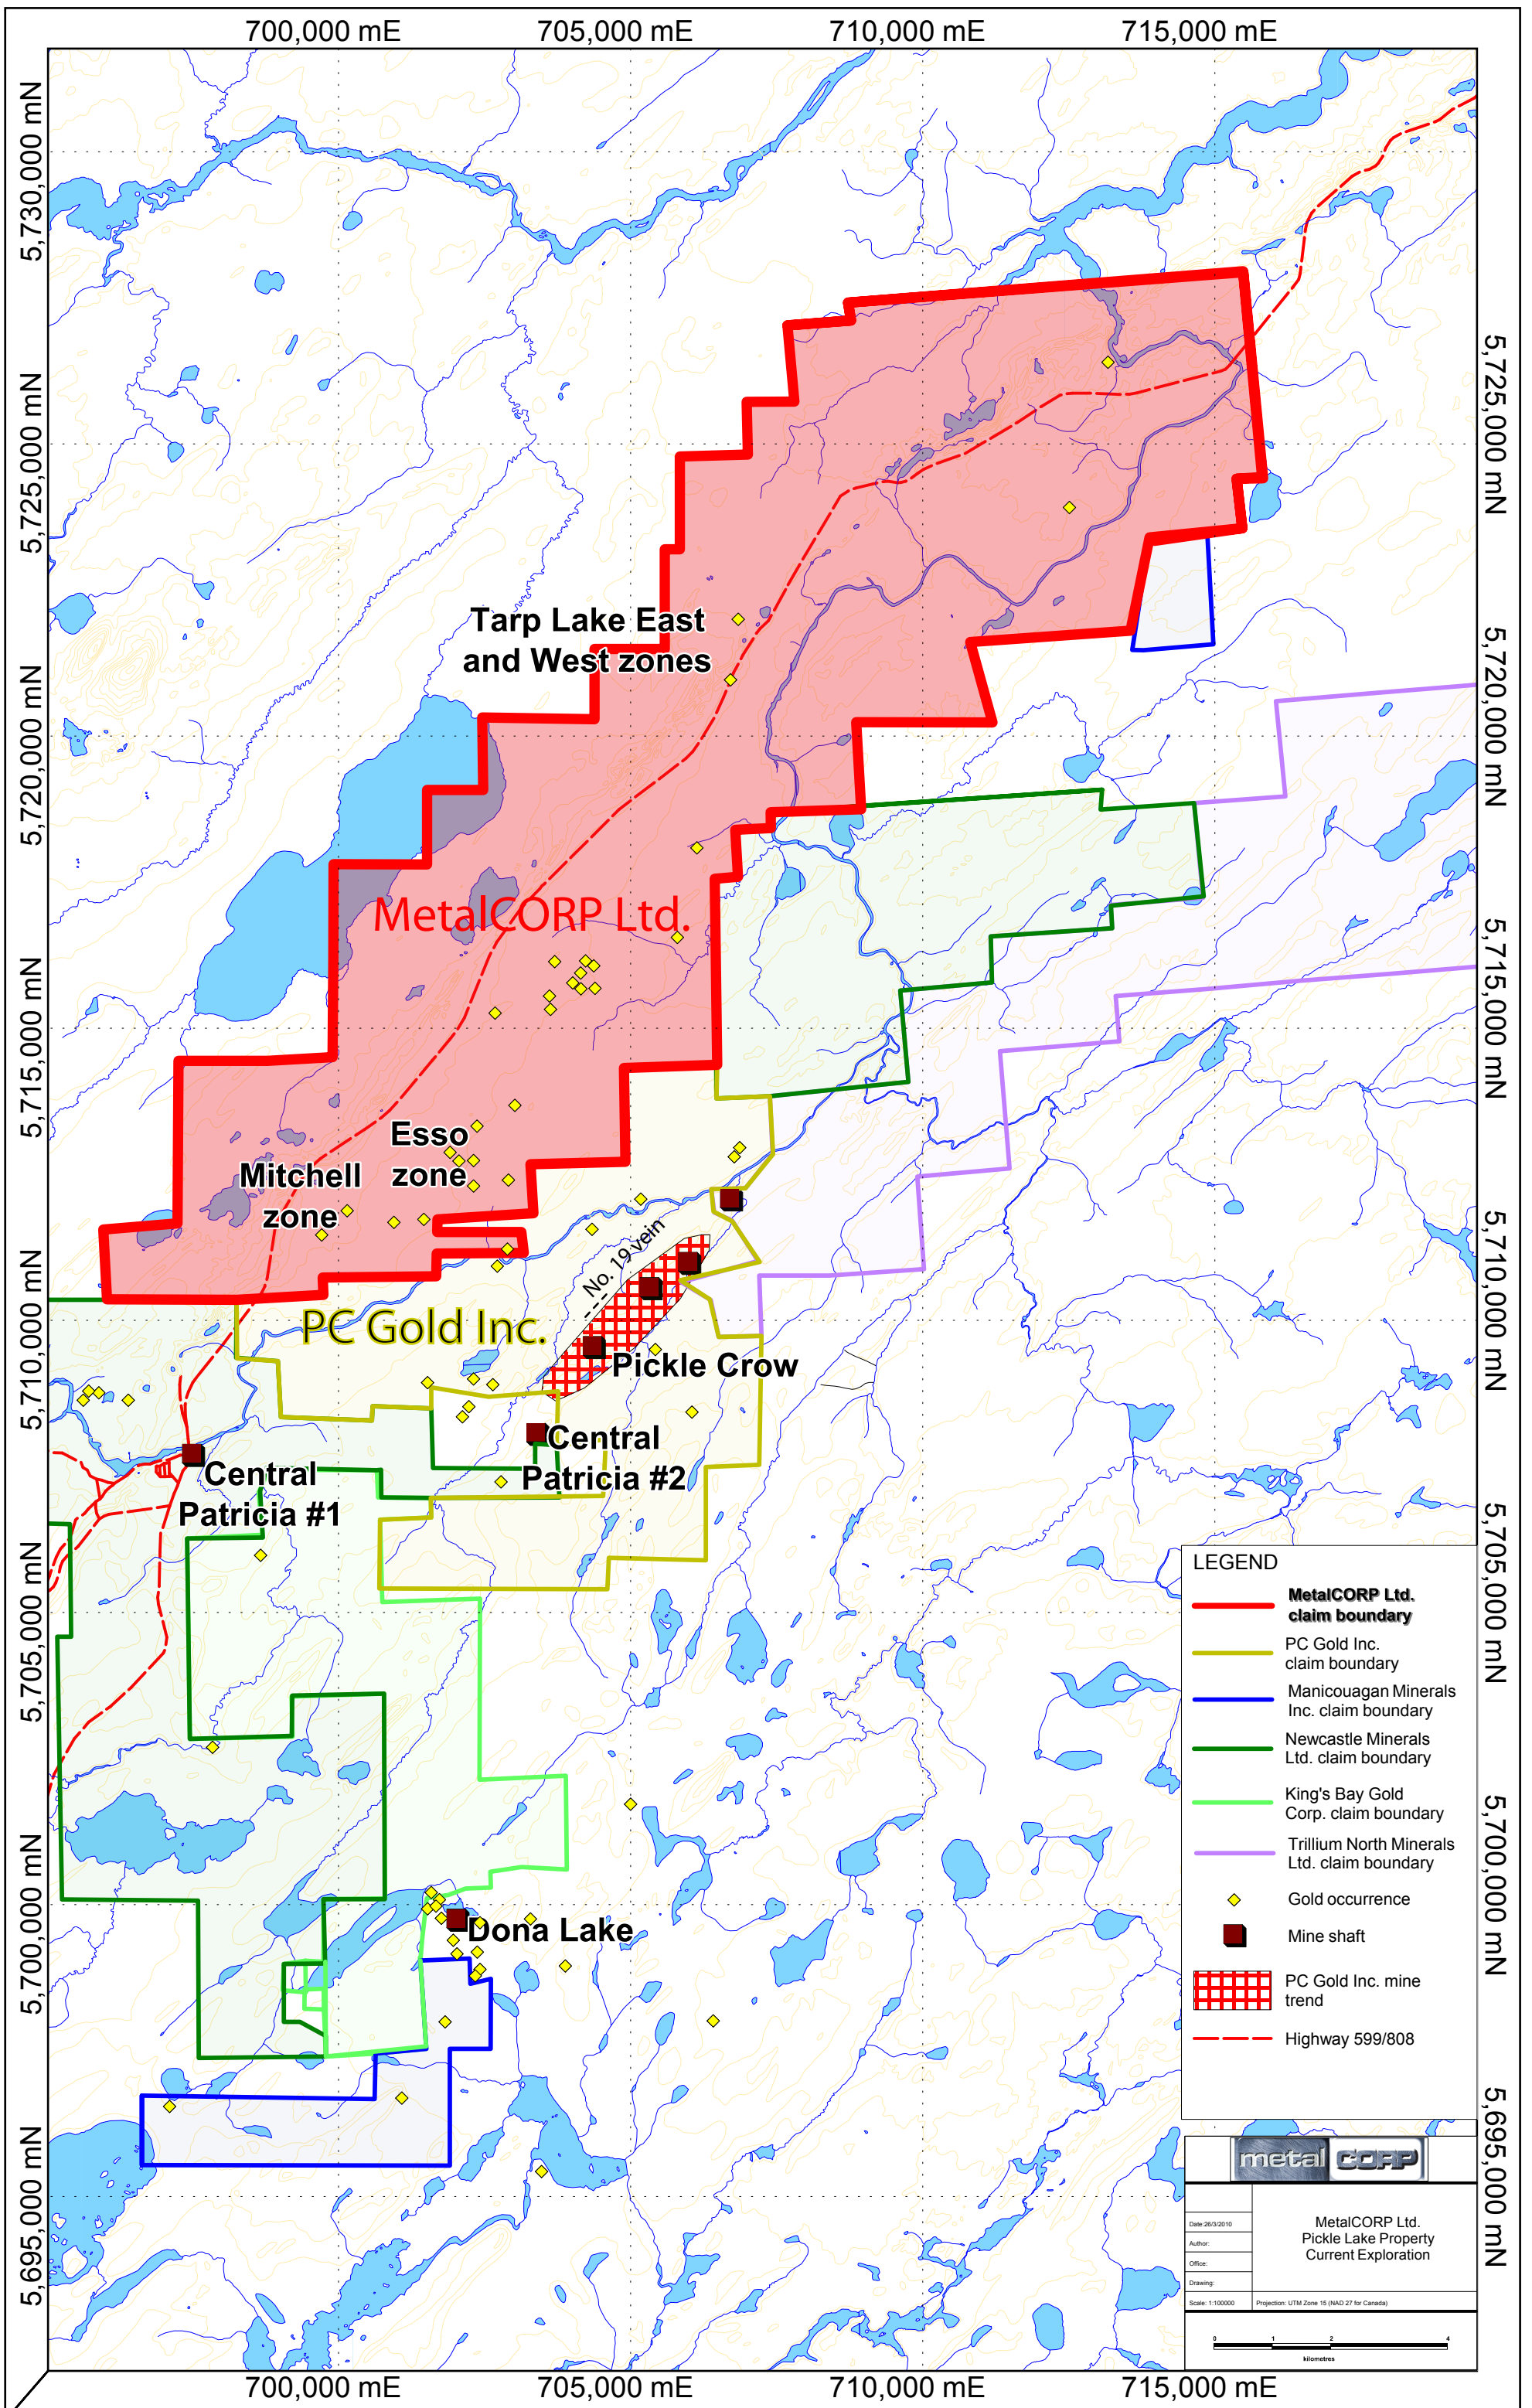 700,000 mE
705,000 mE
710,000 mE
715,000 mE
5,730,000 mN
5,725,000 mN
5,720,000 mN
5,715,000 mN
5,710,000 mN
5,705,000 mN
5,700,000 mN
5,695,000 mN
5,725,000 mN
5,720,000 mN
5,715,000 mN
5,710,000 mN
5,705,000 mN
5,700,000 mN
5,695,000 mN
Tarp Lake East
and West zones
MetalCORP Ltd.
Esso
zone
Mitchell
zone
No. 19 vein
PC Gold Inc.
Pickle Crow
Central
Patricia #2
Central
Patricia #1
Dona Lake
LEGEND
MetalCORP Ltd.
claim boundary
PC Gold Inc.
claim boundary
Manicouagan Minerals
Inc. claim boundary
Newcastle Minerals
Ltd. claim boundary
King's Bay Gold
Corp. claim boundary
Trillium North Minerals
Ltd. claim boundary
Gold occurrence
Mine shaft
PC Gold Inc. mine
trend
Highway 599/808
metal CORP
Date:26/3/2010
Author:
Office:
Drawing:
Scale: 1:100000
MetalCORP Ltd.
Pickle Lake Property
Current Exploration
Projection: UTM Zone 15 (NAD 27 for Canada)
0 1 2 4
kilometres
700,000 mE
705,000 mE
710,000 mE
715,000 mE